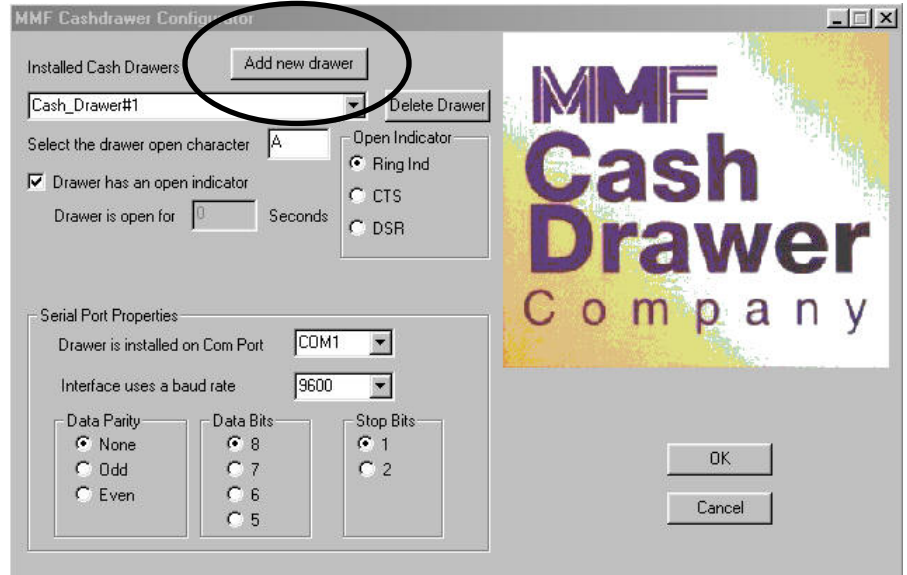 MMF Cashdrawer Configurator
Installed Cash Drawers
Add new drawer
Cash_Drawer#1
Delete Drawer
Select the drawer open character
A
Open Indicator
Ring Ind
CTS
DSR
Drawer has an open indicator
Drawer is open for
0
Seconds
Serial Port Properties
Drawer is installed on Com Port
COM1
Interface uses a baud rate
9600
Data Parity
None
Odd
Even
Data Bits
8
7
6
5
Stop Bits
1
2
MMF
Cash
Drawer
Company
OK
Cancel